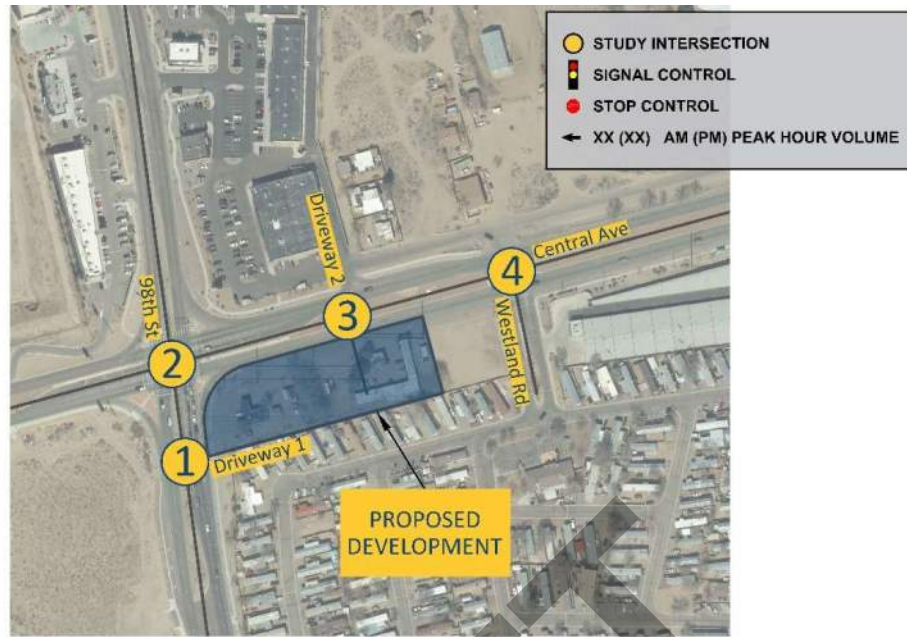 STUDY INTERSECTION
SIGNAL CONTROL
STOP CONTROL
XX (XX) AM (PM) PEAK HOUR VOLUME
Driveway 2
Central Ave
4
98th St
3
Westland Rd
2
1
Driveway 1
PROPOSED
DEVELOPMENT